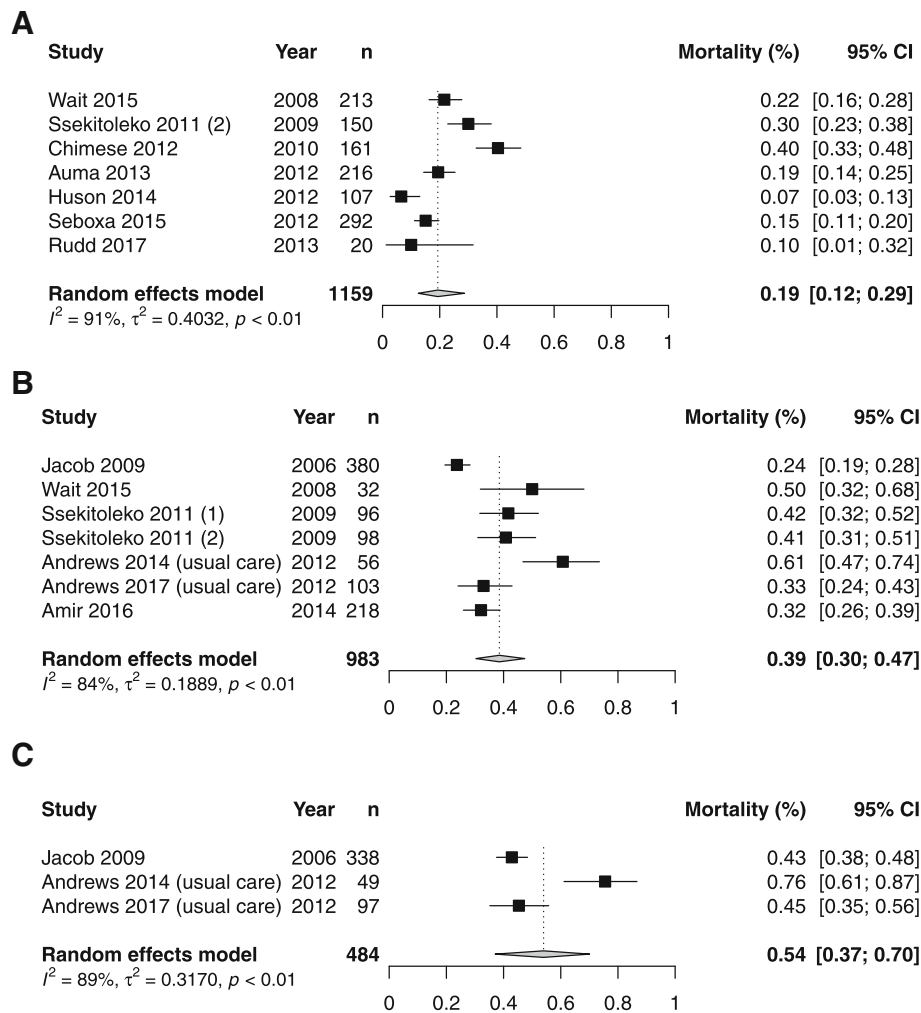 A
Study Year n Mortality (%) 95% CI
Wait 2015 2008 213 0.22 [0.16; 0.28]
Ssekitoleko 2011 (2) 2009 150 0.30 [0.23; 0.38]
Chimese 2012 2010 161 0.40 [0.33; 0.48]
Auma 2013 2012 216 0.19 [0.14; 0.25]
Huson 2014 2012 107 0.07 [0.03; 0.13]
Seboxa 2015 2012 292 0.15 [0.11; 0.20]
Rudd 2017 2013 20 0.10 [0.01; 0.32]
Random effects model 1159 0.19 [0.12; 0.29]
I² = 91%, τ² = 0.4032, p < 0.01
0 0.2 0.4 0.6 0.8 1
B
Study Year n Mortality (%) 95% CI
Jacob 2009 2006 380 0.24 [0.19; 0.28]
Wait 2015 2008 32 0.50 [0.32; 0.68]
Ssekitoleko 2011 (1) 2009 96 0.42 [0.32; 0.52]
Ssekitoleko 2011 (2) 2009 98 0.41 [0.31; 0.51]
Andrews 2014 (usual care) 2012 56 0.61 [0.47; 0.74]
Andrews 2017 (usual care) 2012 103 0.33 [0.24; 0.43]
Amir 2016 2014 218 0.32 [0.26; 0.39]
Random effects model 983 0.39 [0.30; 0.47]
I² = 84%, τ² = 0.1889, p < 0.01
0 0.2 0.4 0.6 0.8 1
C
Study Year n Mortality (%) 95% CI
Jacob 2009 2006 338 0.43 [0.38; 0.48]
Andrews 2014 (usual care) 2012 49 0.76 [0.61; 0.87]
Andrews 2017 (usual care) 2012 97 0.45 [0.35; 0.56]
Random effects model 484 0.54 [0.37; 0.70]
I² = 89%, τ² = 0.3170, p < 0.01
0 0.2 0.4 0.6 0.8 1